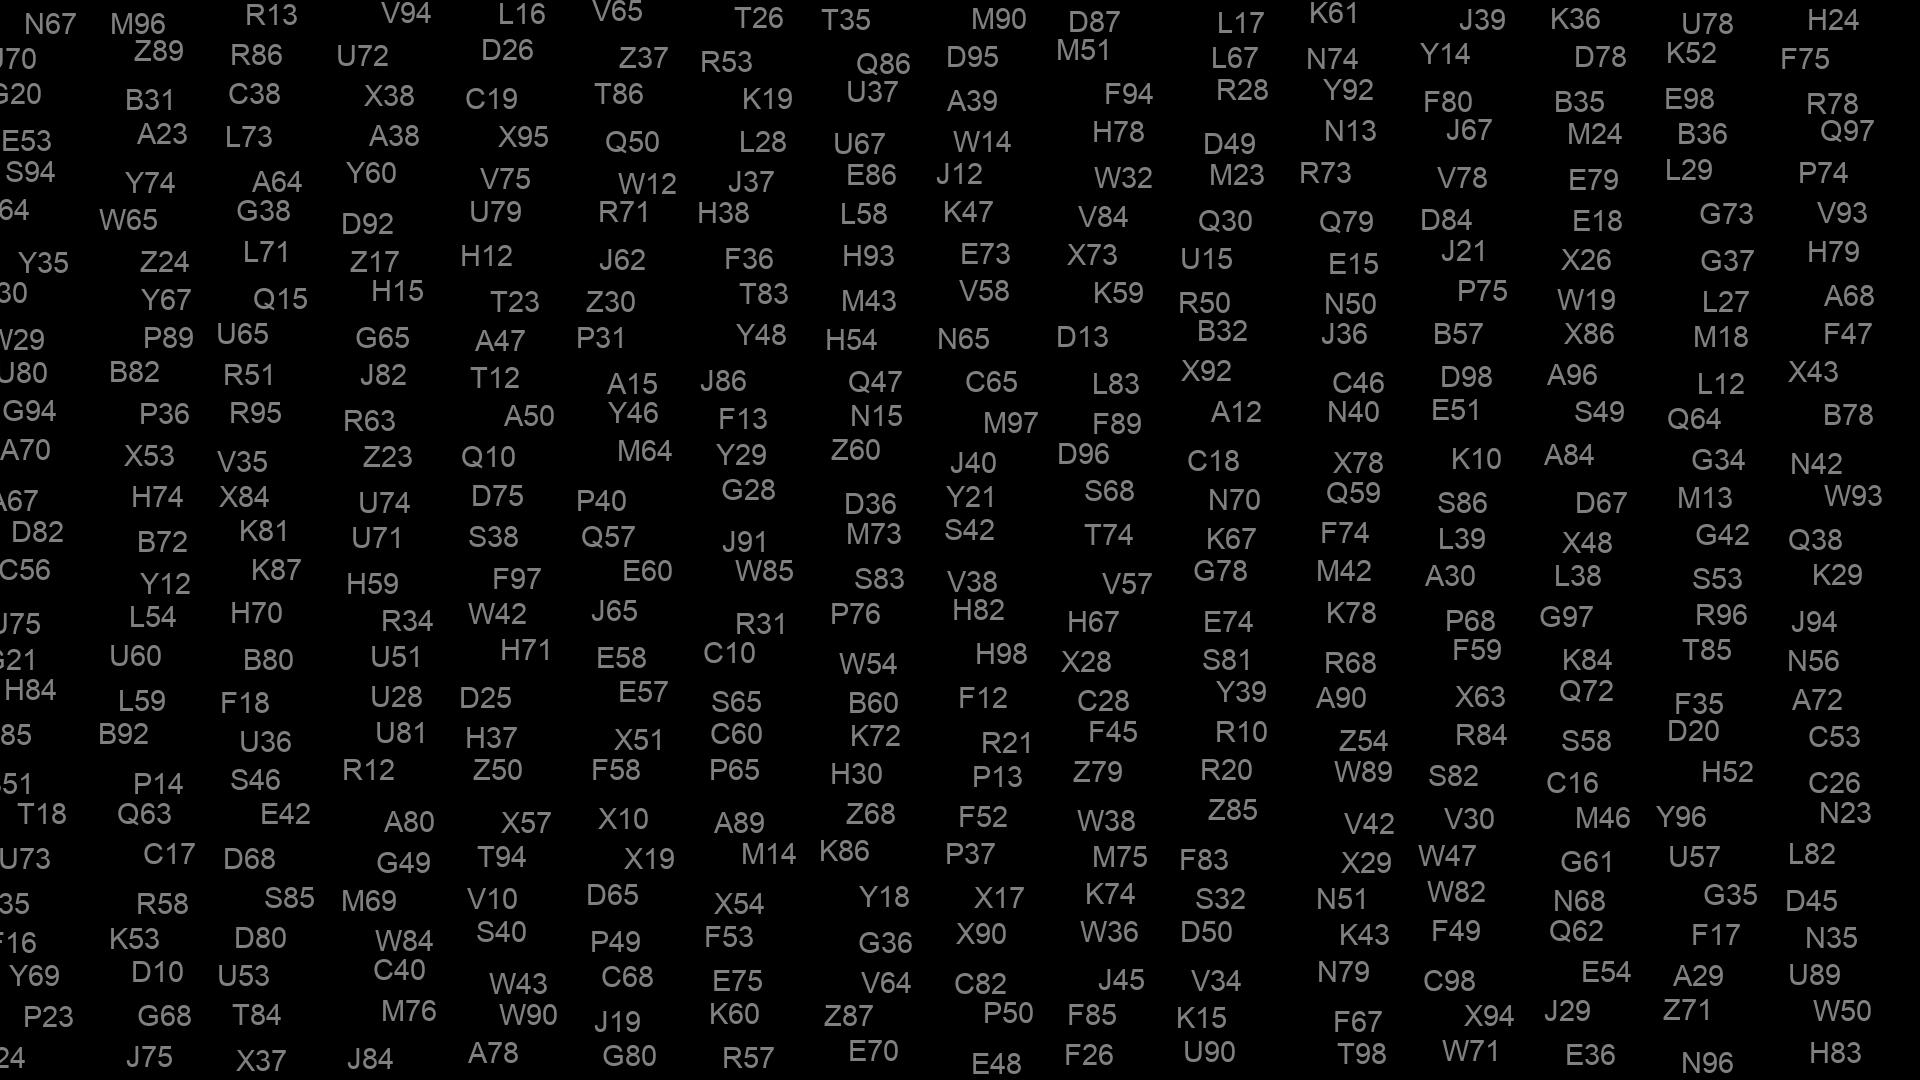 N67 M96 R13 V94 L16 V65 T26 T35 M90 D87 L17 K61 J39 K36 U78 H24
Z89 R86 U72 D26 Z37 R53 Q86 D95 M51 L67 N74 Y14 D78 K52 F75
B31 C38 X38 C19 T86 K19 U37 A39 F94 R28 Y92 F80 B35 E98 R78
E53 A23 L73 A38 X95 Q50 L28 U67 W14 H78 D49 N13 J67 M24 B36 Q97
S94 Y74 A64 Y60 V75 W12 J37 E86 J12 W32 M23 R73 V78 E79 L29 P74
64 W65 G38 D92 U79 R71 H38 L58 K47 V84 Q30 Q79 D84 E18 G73 V93
Y35 Z24 L71 Z17 H12 J62 F36 H93 E73 X73 U15 E15 J21 X26 G37 H79
30 Y67 Q15 H15 T23 Z30 T83 M43 V58 K59 R50 N50 P75 W19 L27 A68
W29 P89 U65 G65 A47 P31 Y48 H54 N65 D13 B32 J36 B57 X86 M18 F47
U80 B82 R51 J82 T12 A15 J86 Q47 C65 L83 X92 C46 D98 A96 L12 X43
G94 P36 R95 R63 A50 Y46 F13 N15 M97 F89 A12 N40 E51 S49 Q64 B78
A70 X53 V35 Z23 Q10 M64 Y29 Z60 J40 D96 C18 X78 K10 A84 G34 N42
A67 H74 X84 U74 D75 P40 G28 D36 Y21 S68 N70 Q59 S86 D67 M13 W93
D82 B72 K81 U71 S38 Q57 J91 M73 S42 T74 K67 F74 L39 X48 G42 Q38
C56 Y12 K87 H59 F97 E60 W85 S83 V38 V57 G78 M42 A30 L38 S53 K29
L54 H70 R34 W42 J65 R31 P76 H82 H67 E74 K78 P68 G97 R96 J94
G21 U60 B80 U51 H71 E58 C10 W54 H98 X28 S81 R68 F59 K84 T85 N56
H84 L59 F18 U28 D25 E57 S65 B60 F12 C28 Y39 A90 X63 Q72 F35 A72
85 B92 U36 U81 H37 X51 C60 K72 R21 F45 R10 Z54 R84 S58 D20 C53
51 P14 S46 R12 Z50 F58 P65 H30 P13 Z79 R20 W89 S82 C16 H52 C26
T18 Q63 E42 A80 X57 X10 A89 Z68 F52 W38 Z85 V42 V30 M46 Y96 N23
U73 C17 D68 G49 T94 X19 M14 K86 P37 M75 F83 X29 W47 G61 U57 L82
35 R58 S85 M69 V10 D65 X54 Y18 X17 K74 S32 N51 W82 N68 G35 D45
F16 K53 D80 W84 S40 P49 F53 G36 X90 W36 D50 K43 F49 Q62 F17 N35
Y69 D10 U53 C40 W43 C68 E75 V64 C82 J45 V34 N79 C98 E54 A29 U89
P23 G68 T84 M76 W90 J19 K60 Z87 P50 F85 K15 F67 X94 J29 Z71 W50
24 J75 X37 J84 A78 G80 R57 E70 E48 F26 U90 T98 W71 E36 N96 H83